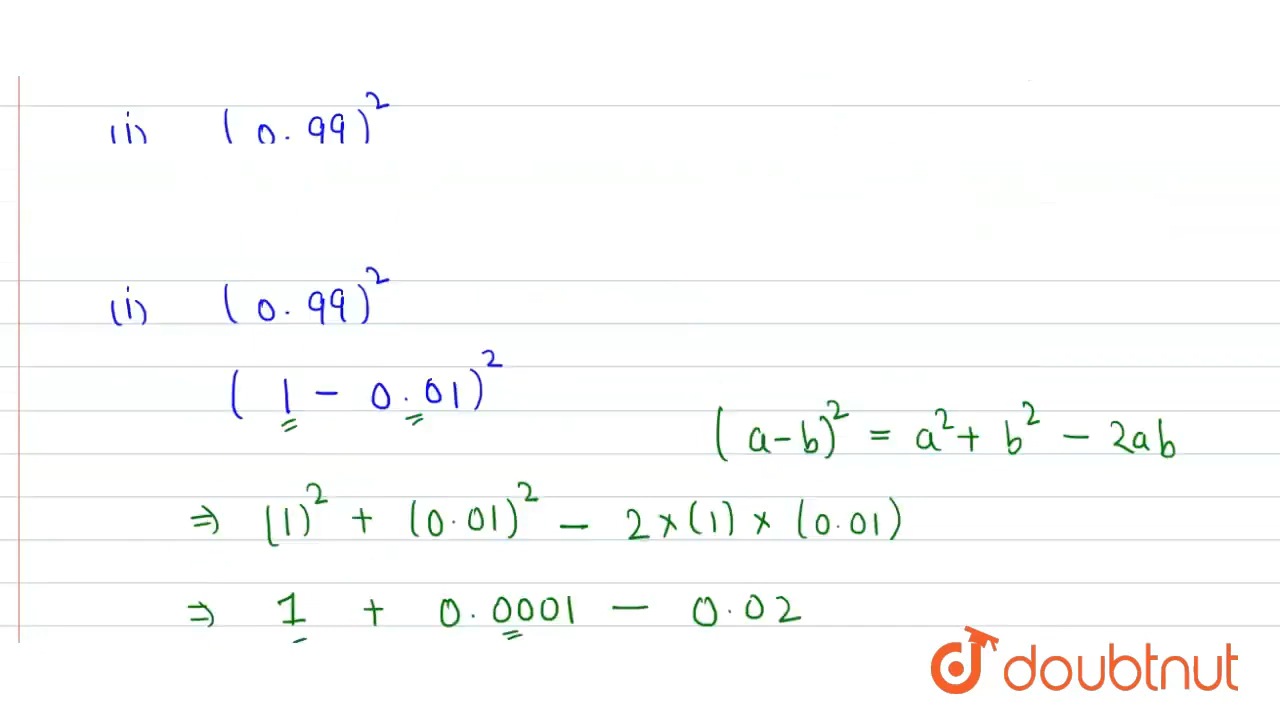 (i) (0.99)²
(i) (0.99)²
(1 - 0.01)²
(a-b)² = a² + b² - 2ab
⇒ (1)² + (0.01)² - 2×(1)×(0.01)
⇒ 1 + 0.0001 - 0.02
doubtnut